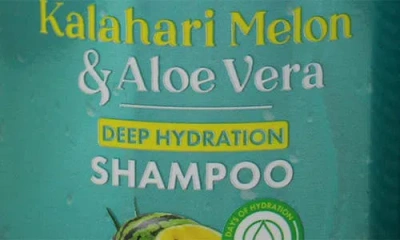 Kalahari Melon
& Aloe Vera
DEEP HYDRATION
SHAMPOO
DAYS OF HYDRATION